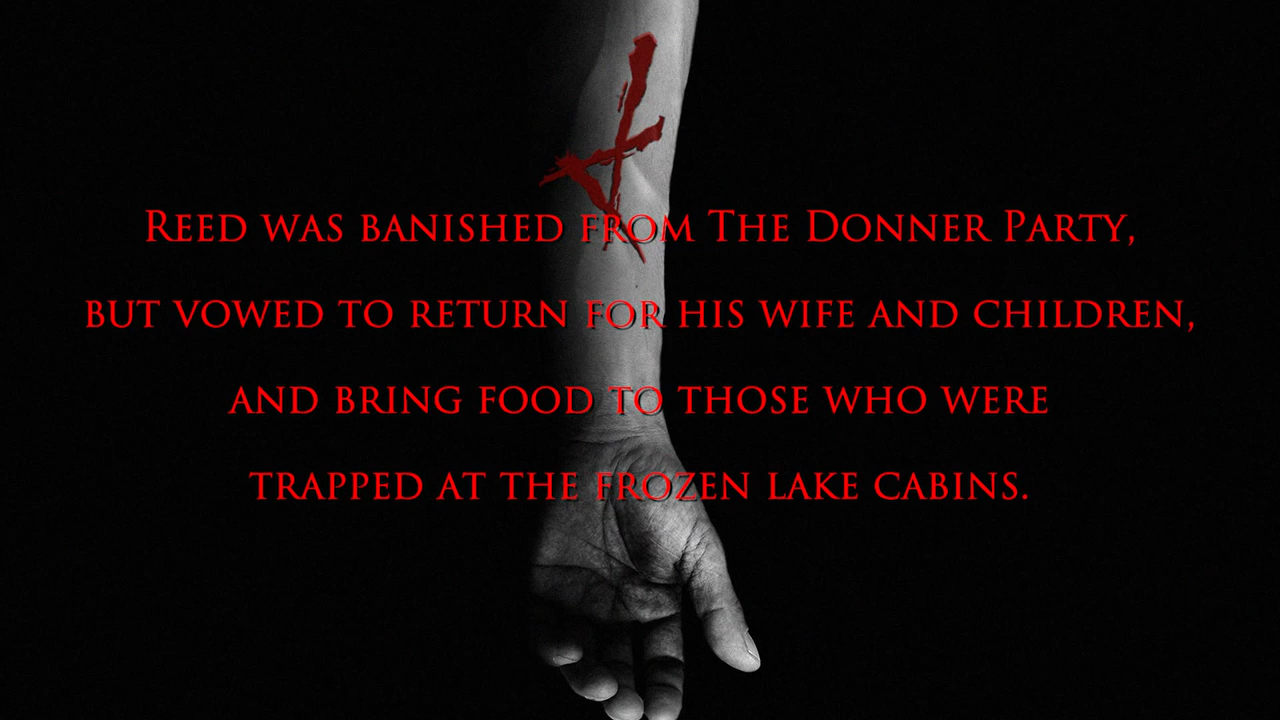 Reed was banished from The Donner Party,
but vowed to return for his wife and children,
and bring food to those who were
trapped at the frozen lake cabins.